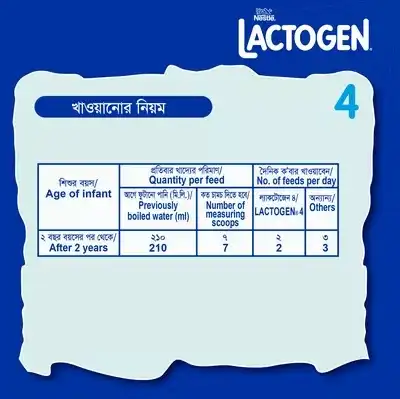 Nestlé
LACTOGEN®
খাওয়ানোর নিয়ম
4
শিশুর বয়স/
Age of infant
প্রতিবার খাদ্যের পরিমাণ/
Quantity per feed
দৈনিক ক'বার খাওয়াবেন/
No. of feeds per day
আগে ফুটানো পানি (মি.লি.)/
Previously
boiled water (ml)
কত চামচ দিতে হবে/
Number of
measuring
scoops
ল্যাকটোজেন ৪/
LACTOGEN® 4
অন্যান্য/
Others
২ বছর বয়সের পর থেকে/
After 2 years
২১০
210
৭
7
২
2
৩
3